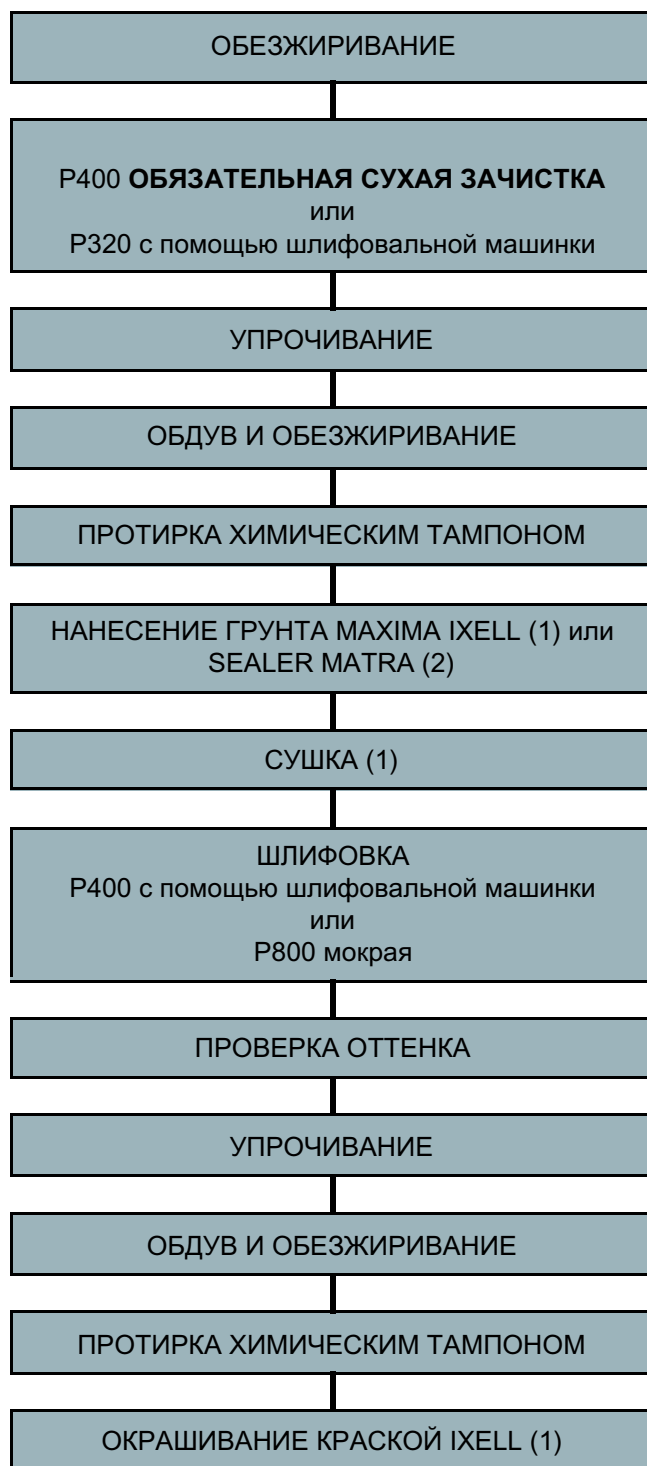 ОБЕЗЖИРИВАНИЕ
P400 ОБЯЗАТЕЛЬНАЯ СУХАЯ ЗАЧИСТКА
или
P320 с помощью шлифовальной машинки
УПРОЧИВАНИЕ
ОБДУВ И ОБЕЗЖИРИВАНИЕ
ПРОТИРКА ХИМИЧЕСКИМ ТАМПОНОМ
НАНЕСЕНИЕ ГРУНТА MAXIMA IXELL (1) или
SEALER MATRA (2)
СУШКА (1)
ШЛИФОВКА
P400 с помощью шлифовальной машинки
или
P800 мокрая
ПРОВЕРКА ОТТЕНКА
УПРОЧИВАНИЕ
ОБДУВ И ОБЕЗЖИРИВАНИЕ
ПРОТИРКА ХИМИЧЕСКИМ ТАМПОНОМ
ОКРАШИВАНИЕ КРАСКОЙ IXELL (1)